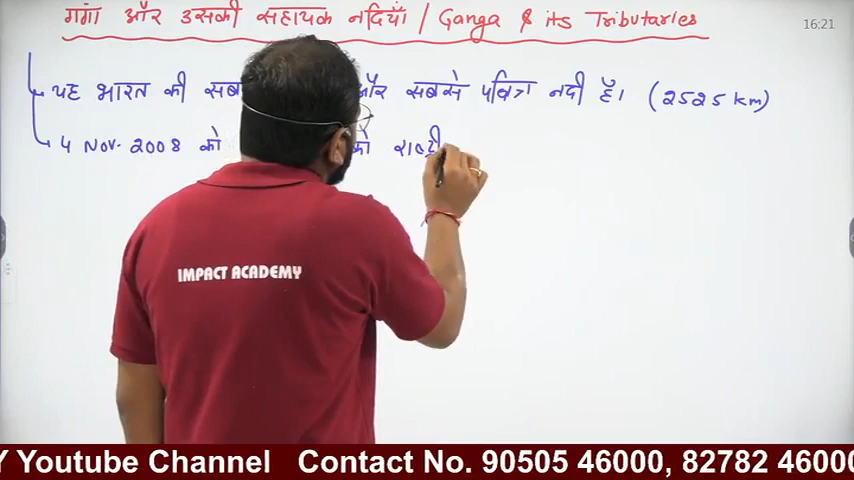 गंगा और उसकी सहायक नदियाँ / Ganga & its Tributaries
16:21
यह भारत की सब और सबसे पवित्र नदी है। (2525 km)
4 Nov. 2008 को को राष्ट्री
IMPACT ACADEMY
Y Youtube Channel Contact No. 90505 46000, 82782 46000